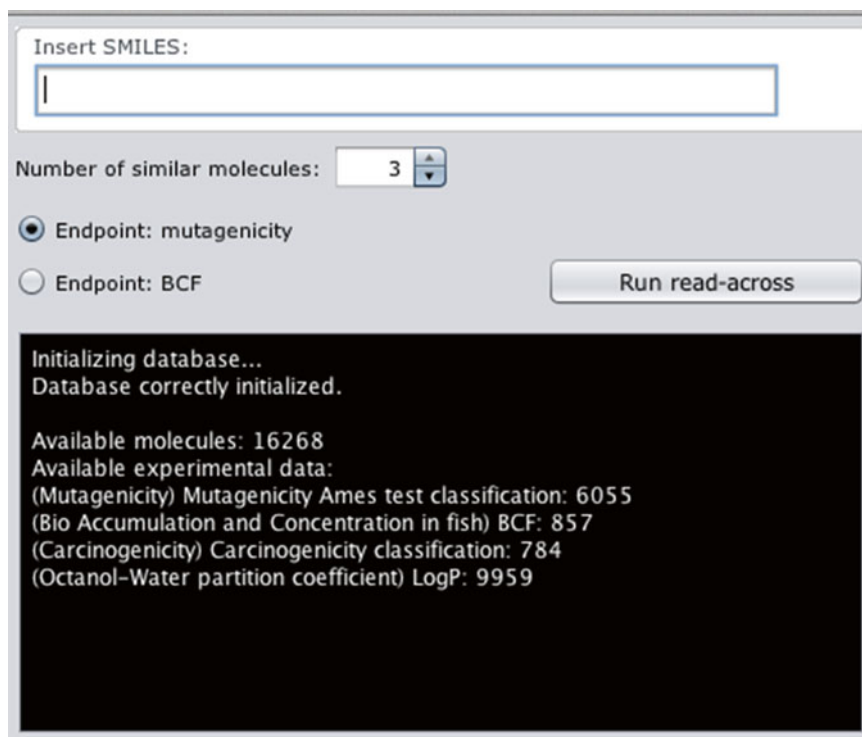 Insert SMILES:
Number of similar molecules: 3
Endpoint: mutagenicity
Endpoint: BCF
Run read-across
Initializing database...
Database correctly initialized.
Available molecules: 16268
Available experimental data:
(Mutagenicity) Mutagenicity Ames test classification: 6055
(Bio Accumulation and Concentration in fish) BCF: 857
(Carcinogenicity) Carcinogenicity classification: 784
(Octanol-Water partition coefficient) LogP: 9959